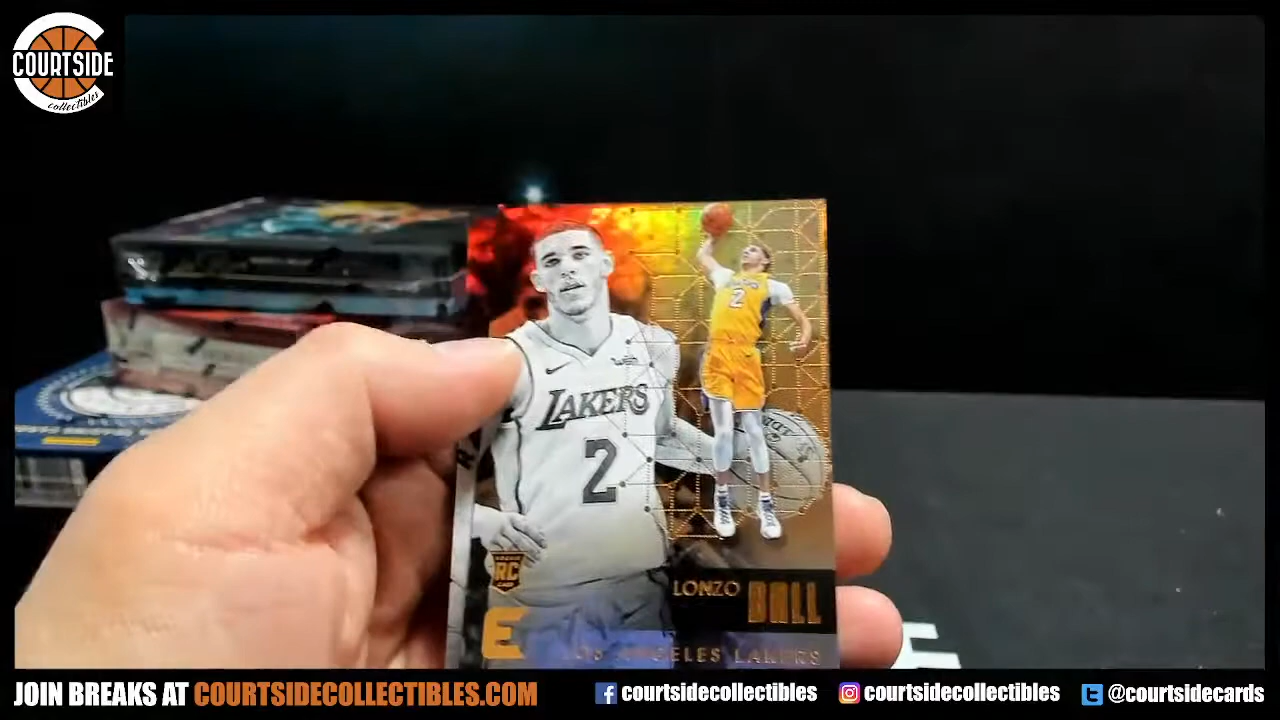 COURTSIDE
collectibles
LAKERS
2
2
RC
LONZO BALL
E
LOS ANGELES LAKERS
JOIN BREAKS AT COURTSIDECOLLECTIBLES.COM
courtsidecollectibles
courtsidecollectibles
@courtsidecards